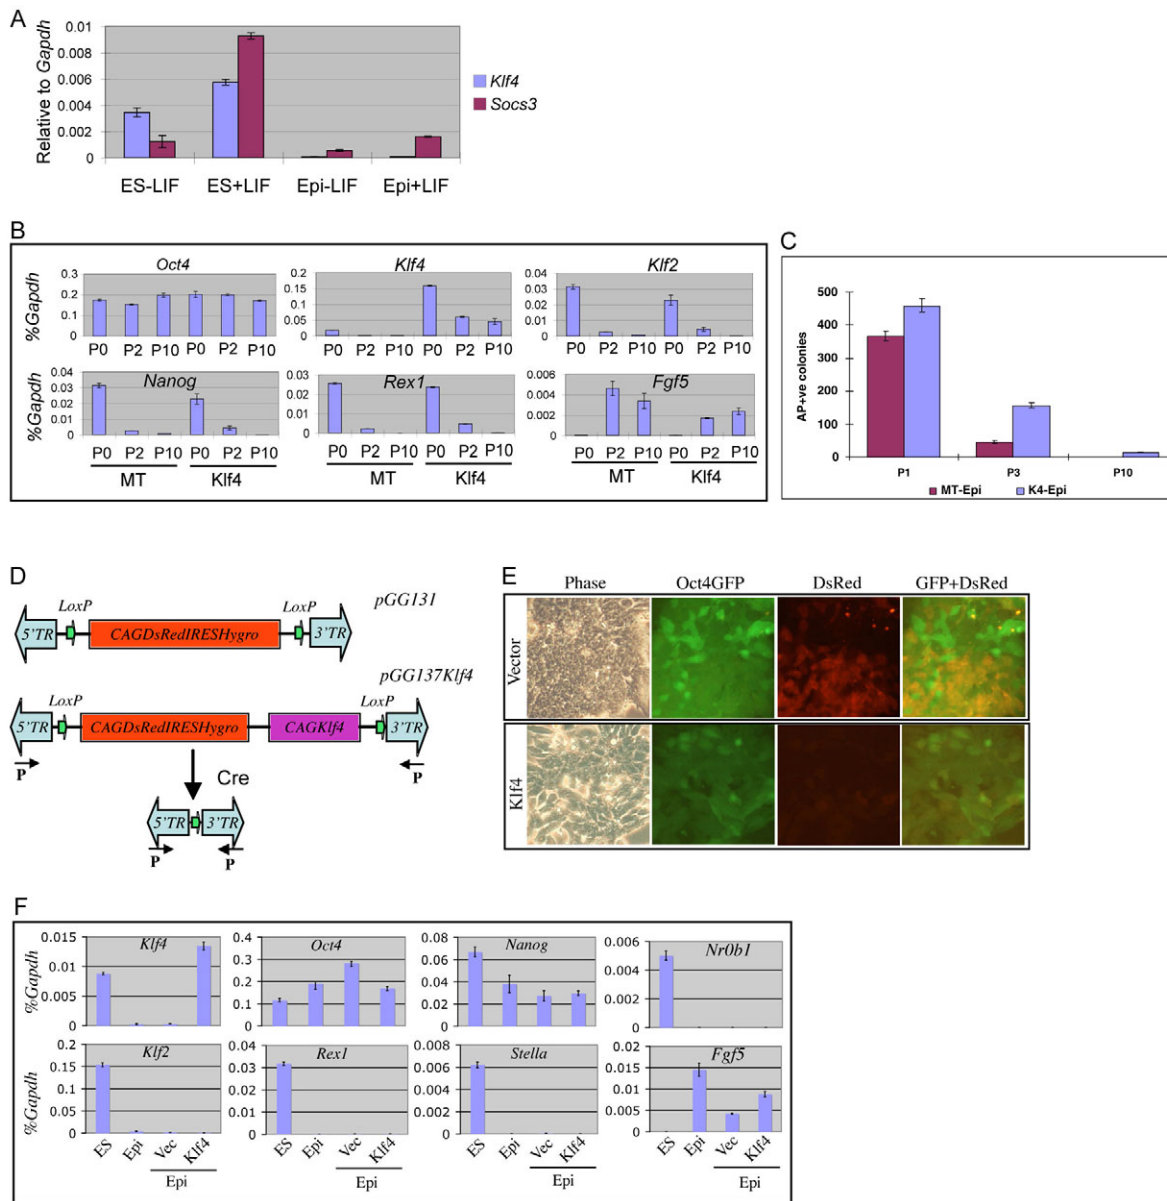 A
Relative to Gapdh
0.01
0.008
0.006
0.004
0.002
0
ES-LIF ES+LIF Epi-LIF Epi+LIF
Klf4
Socs3
B
%Gapdh
Oct4
0.3
0.2
0.1
0
P0 P2 P10 P0 P2 P10
Klf4
0.2
0.15
0.1
0.05
0
P0 P2 P10 P0 P2 P10
Klf2
0.04
0.03
0.02
0.01
0
P0 P2 P10 P0 P2 P10
%Gapdh
Nanog
0.04
0.03
0.02
0.01
0
P0 P2 P10 P0 P2 P10
MT Klf4
Rex1
0.03
0.02
0.01
0
P0 P2 P10 P0 P2 P10
MT Klf4
Fgf5
0.006
0.004
0.002
0
P0 P2 P10 P0 P2 P10
MT Klf4
C
AP+ve colonies
500
400
300
200
100
0
P1 P3 P10
MT-Epi K4-Epi
D
pGG131
LoxP LoxP
5'TR CAGDsRedIRESHygro 3'TR
pGG137Klf4
LoxP LoxP
5'TR CAGDsRedIRESHygro CAGKlf4 3'TR
P P
Cre
5'TR 3'TR
P P
E
Phase Oct4GFP DsRed GFP+DsRed
Vector
Klf4
F
%Gapdh
Klf4
0.015
0.01
0.005
0
Oct4
0.4
0.3
0.2
0.1
0
Nanog
0.08
0.06
0.04
0.02
0
Nr0b1
0.006
0.004
0.002
0
%Gapdh
Klf2
0.2
0.15
0.1
0.05
0
ES Epi Vec Klf4
Epi
Rex1
0.04
0.03
0.02
0.01
0
ES Epi Vec Klf4
Epi
Stella
0.008
0.006
0.004
0.002
0
ES Epi Vec Klf4
Epi
Fgf5
0.02
0.015
0.01
0.005
0
ES Epi Vec Klf4
Epi